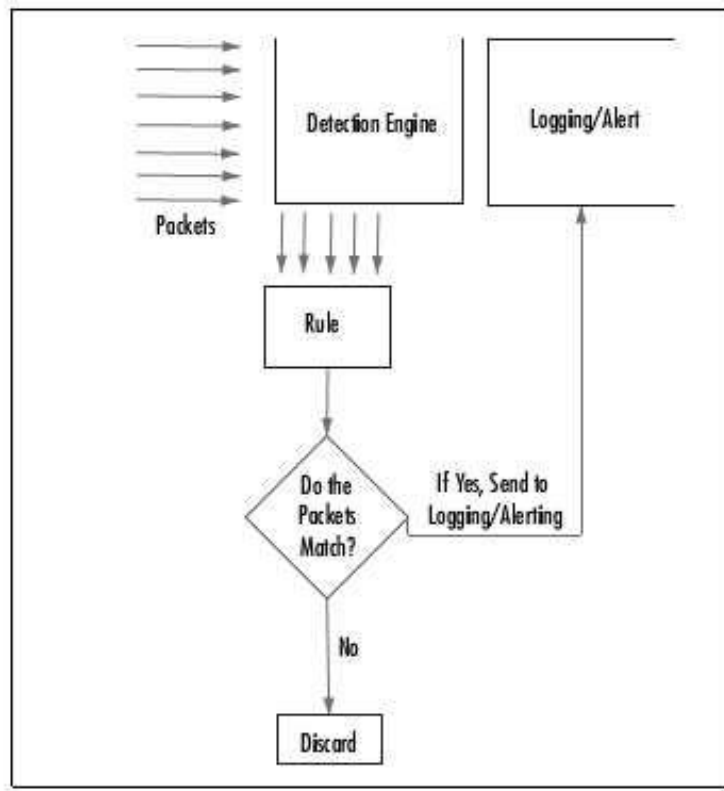 Detection Engine
Logging/Alert
Packets
Rule
Do the
Packets
Match?
If Yes, Send to
Logging/Alerting
No
Discard